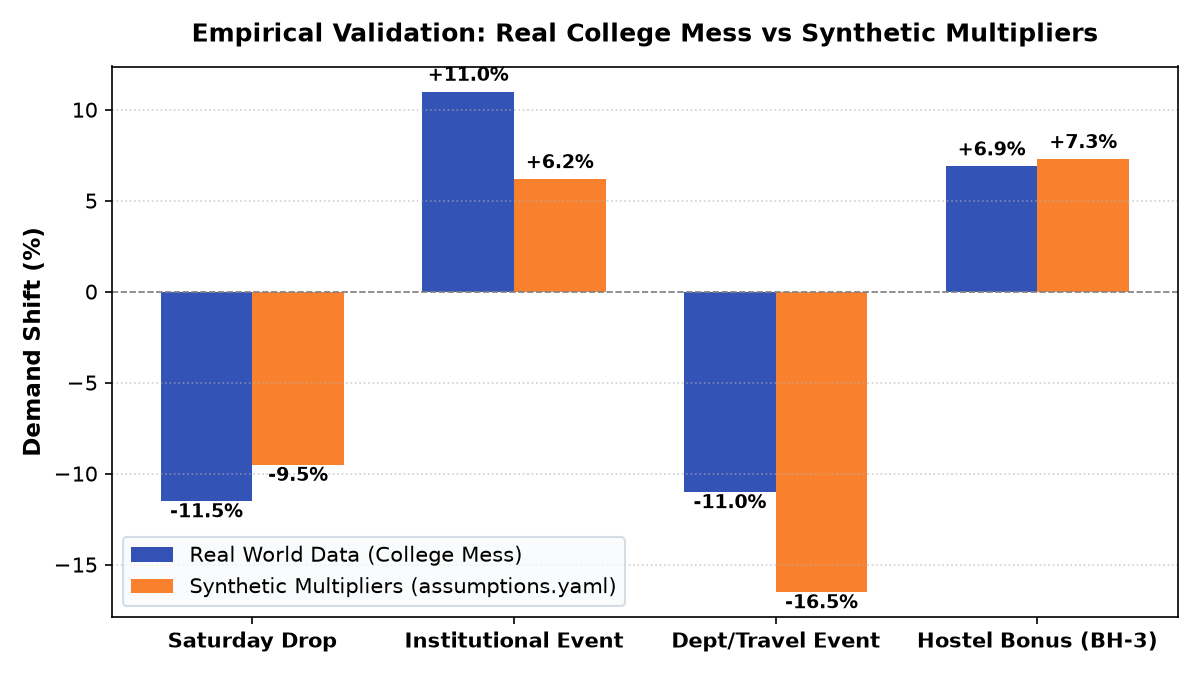 Empirical Validation: Real College Mess vs Synthetic Multipliers
Demand Shift (%)
10
5
0
−5
−10
−15
+11.0%
+6.2%
+6.9%
+7.3%
-9.5%
-11.5%
-11.0%
-16.5%
Real World Data (College Mess)
Synthetic Multipliers (assumptions.yaml)
Saturday Drop
Institutional Event
Dept/Travel Event
Hostel Bonus (BH-3)